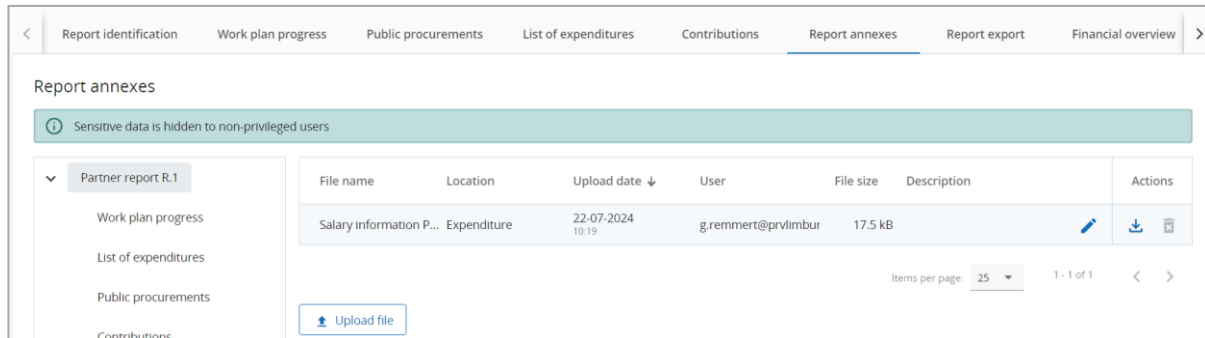 Report identification Work plan progress Public procurements List of expenditures Contributions Report annexes Report export Financial overview
Report annexes
Sensitive data is hidden to non-privileged users
Partner report R.1
Work plan progress
List of expenditures
Public procurements
Contributions
File name Location Upload date User File size Description Actions
Salary information P... Expenditure 22-07-2024 g.remmert@prvlimbur 17.5 kB
10:19
Items per page: 25 1 - 1 of 1
Upload file